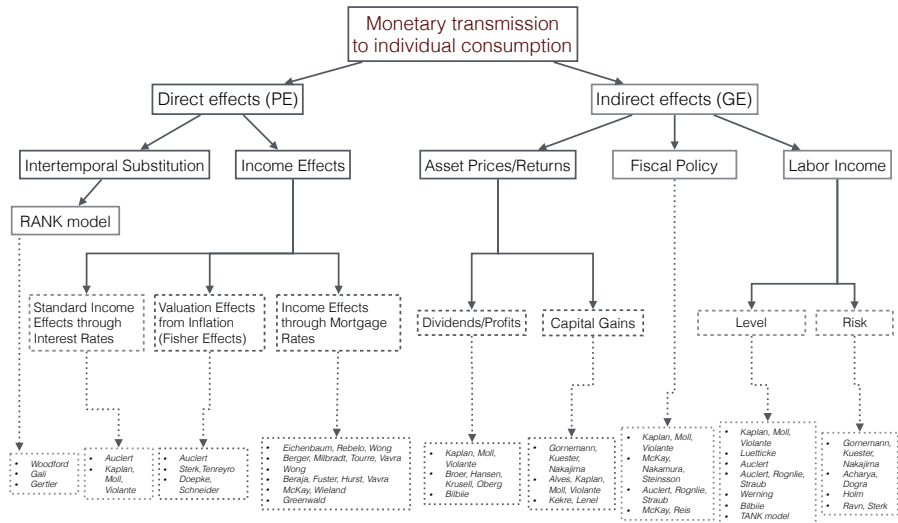 Monetary transmission
to individual consumption
Direct effects (PE)
Indirect effects (GE)
Intertemporal Substitution
Income Effects
Asset Prices/Returns
Fiscal Policy
Labor Income
RANK model
Standard Income
Effects through
Interest Rates
Valuation Effects
from Inflation
(Fisher Effects)
Income Effects
through Mortgage
Rates
Dividends/Profits
Capital Gains
Level
Risk
• Woodford
• Gali
• Gertler
• Auclert
• Kaplan,
Moll,
Violante
• Auclert
• Sterk,Tenreyro
• Doepke,
Schneider
• Eichenbaum, Rebelo, Wong
• Berger, Milbradt, Tourre, Vavra
• Wong
• Beraja, Fuster, Hurst, Vavra
• McKay, Wieland
• Greenwald
• Kaplan, Moll,
Violante
• Broer, Hansen,
Krusell, Oberg
• Bilbiie
• Gornemann,
Kuester,
Nakajima
• Alves, Kaplan,
Moll, Violante
• Kekre, Lenel
• Kaplan, Moll,
Violante
• McKay,
Nakamura,
Steinsson
• Auclert, Rognlie,
Straub
• McKay, Reis
• Kaplan, Moll,
Violante
• Luetticke
• Auclert
• Auclert, Rognlie,
Straub
• Werning
• Bilbiie
• TANK model
• Gornemann,
Kuester,
Nakajima
• Acharya,
Dogra
• Holm
• Ravn, Sterk